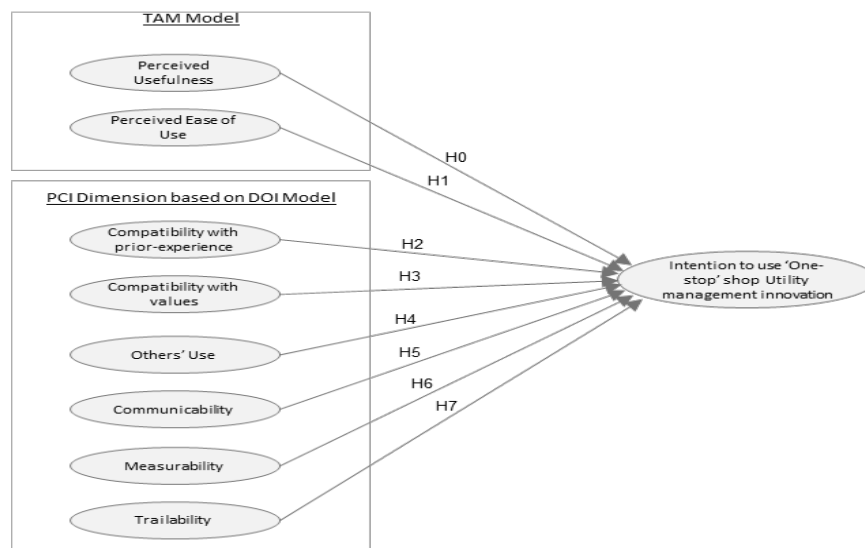 TAM Model
Perceived
Usefulness
Perceived Ease of
Use
H0
H1
PCI Dimension based on DOI Model
Compatibility with
prior-experience
H2
Compatibility with
values
H3
Others’ Use
H4
Communicability
H5
Measurability
H6
Trailability
H7
Intention to use ‘One-
stop’ shop Utility
management innovation